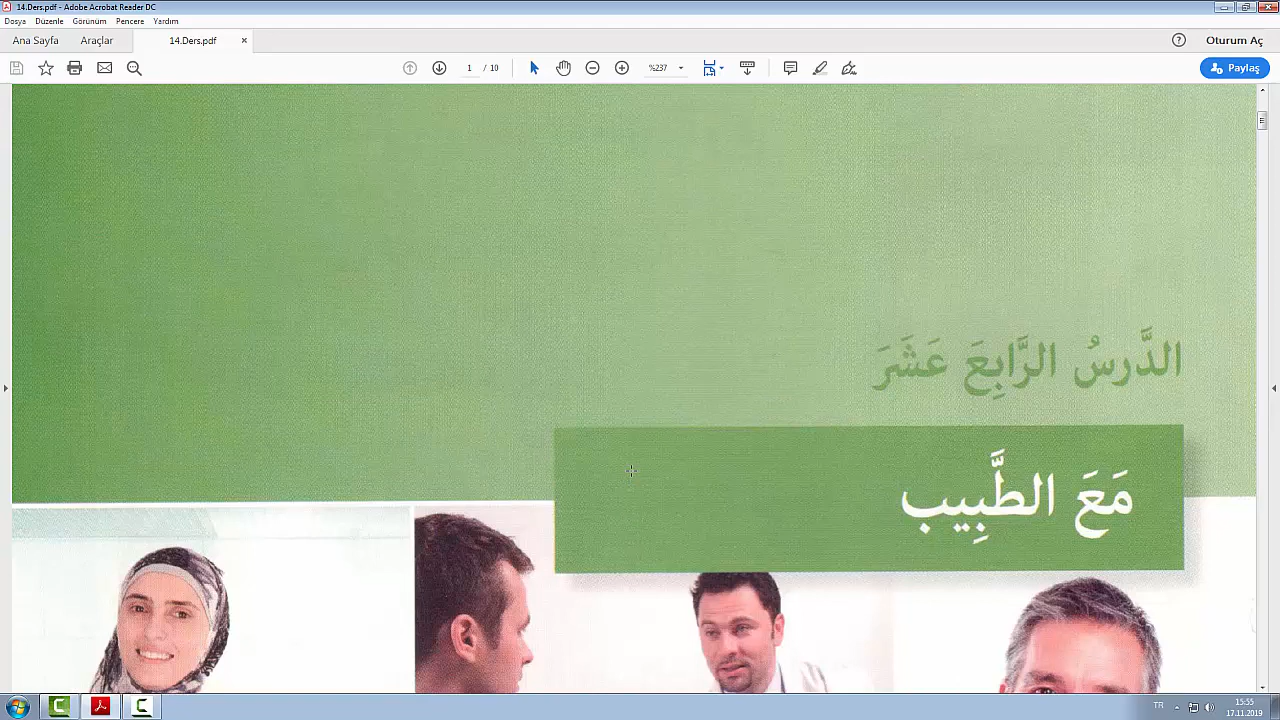 14.Ders.pdf - Adobe Acrobat Reader DC
Dosya Düzenle Görünüm Pencere Yardım
Ana Sayfa Araçlar 14.Ders.pdf × Oturum Aç
1 / 10 %237 Paylaş
الدَّرسُ الرَّابِعَ عَشَرَ
مَعَ الطَّبِيب
TR 15:55
17.11.2019